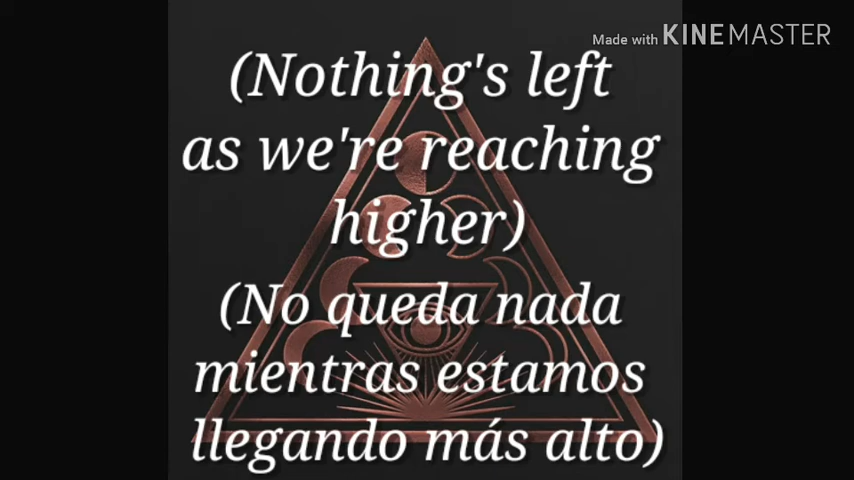 Made with KINEMASTER
(Nothing's left
as we're reaching
higher)
(No queda nada
mientras estamos
llegando más alto)